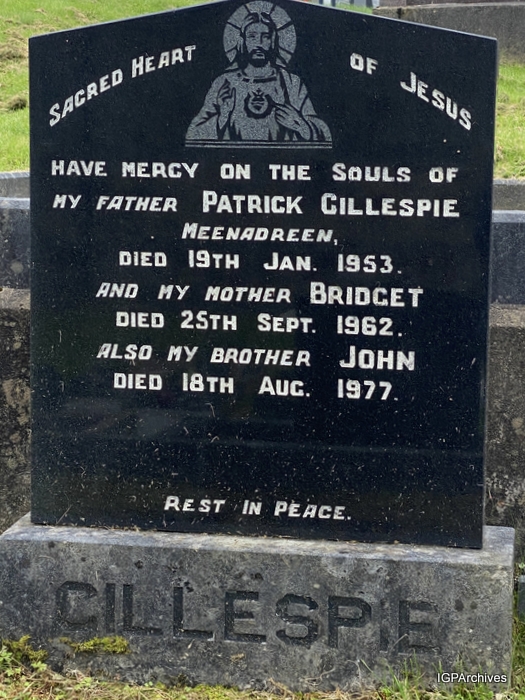 SACRED HEART OF JESUS
HAVE MERCY ON THE SOULS OF
MY FATHER PATRICK GILLESPIE
MEENADREEN,
DIED 19TH JAN. 1953.
AND MY MOTHER BRIDGET
DIED 25TH SEPT. 1962.
ALSO MY BROTHER JOHN
DIED 18TH AUG. 1977.
REST IN PEACE.
GILLESPIE
IGPArchives